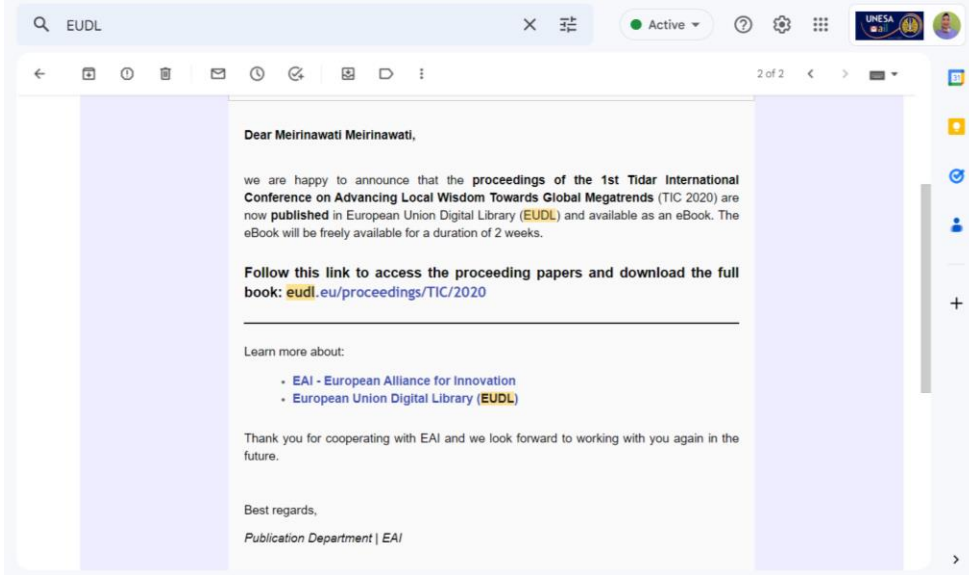 EUDL
Active
UNESA
mail
2 of 2
31
Dear Meirinawati Meirinawati,
we are happy to announce that the proceedings of the 1st Tidar International
Conference on Advancing Local Wisdom Towards Global Megatrends (TIC 2020) are
now published in European Union Digital Library (EUDL) and available as an eBook. The
eBook will be freely available for a duration of 2 weeks.
Follow this link to access the proceeding papers and download the full
book: eudl.eu/proceedings/TIC/2020
Learn more about:
• EAI - European Alliance for Innovation
• European Union Digital Library (EUDL)
Thank you for cooperating with EAI and we look forward to working with you again in the
future.
Best regards,
Publication Department | EAI